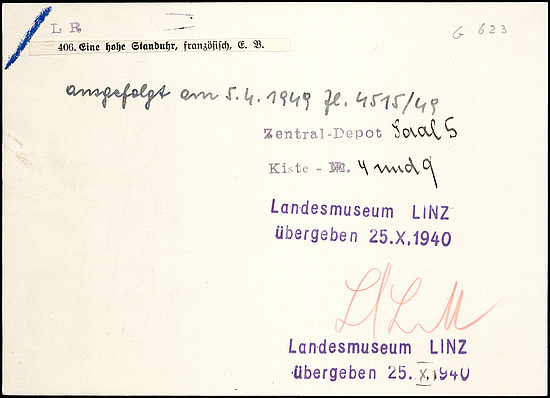 L R
G 623
406. Eine hohe Standuhr, französisch, E. B.
ausgefolgt am 5.4.1949 Zl. 4515/49
Zentral-Depot Saal 5
Kiste - No. 4 und 9
Landesmuseum LINZ
übergeben 25.X.1940
Landesmuseum LINZ
übergeben 25.X.1940